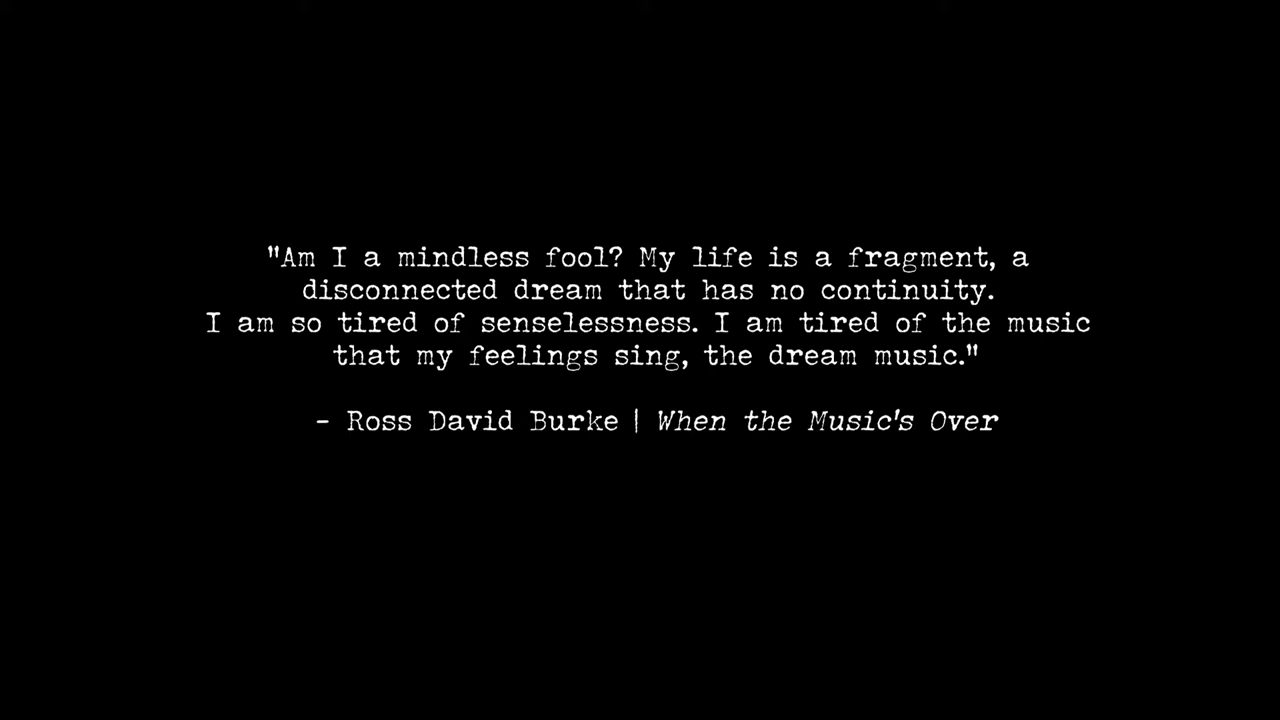 "Am I a mindless fool? My life is a fragment, a
disconnected dream that has no continuity.
I am so tired of senselessness. I am tired of the music
that my feelings sing, the dream music."
- Ross David Burke | When the Music's Over